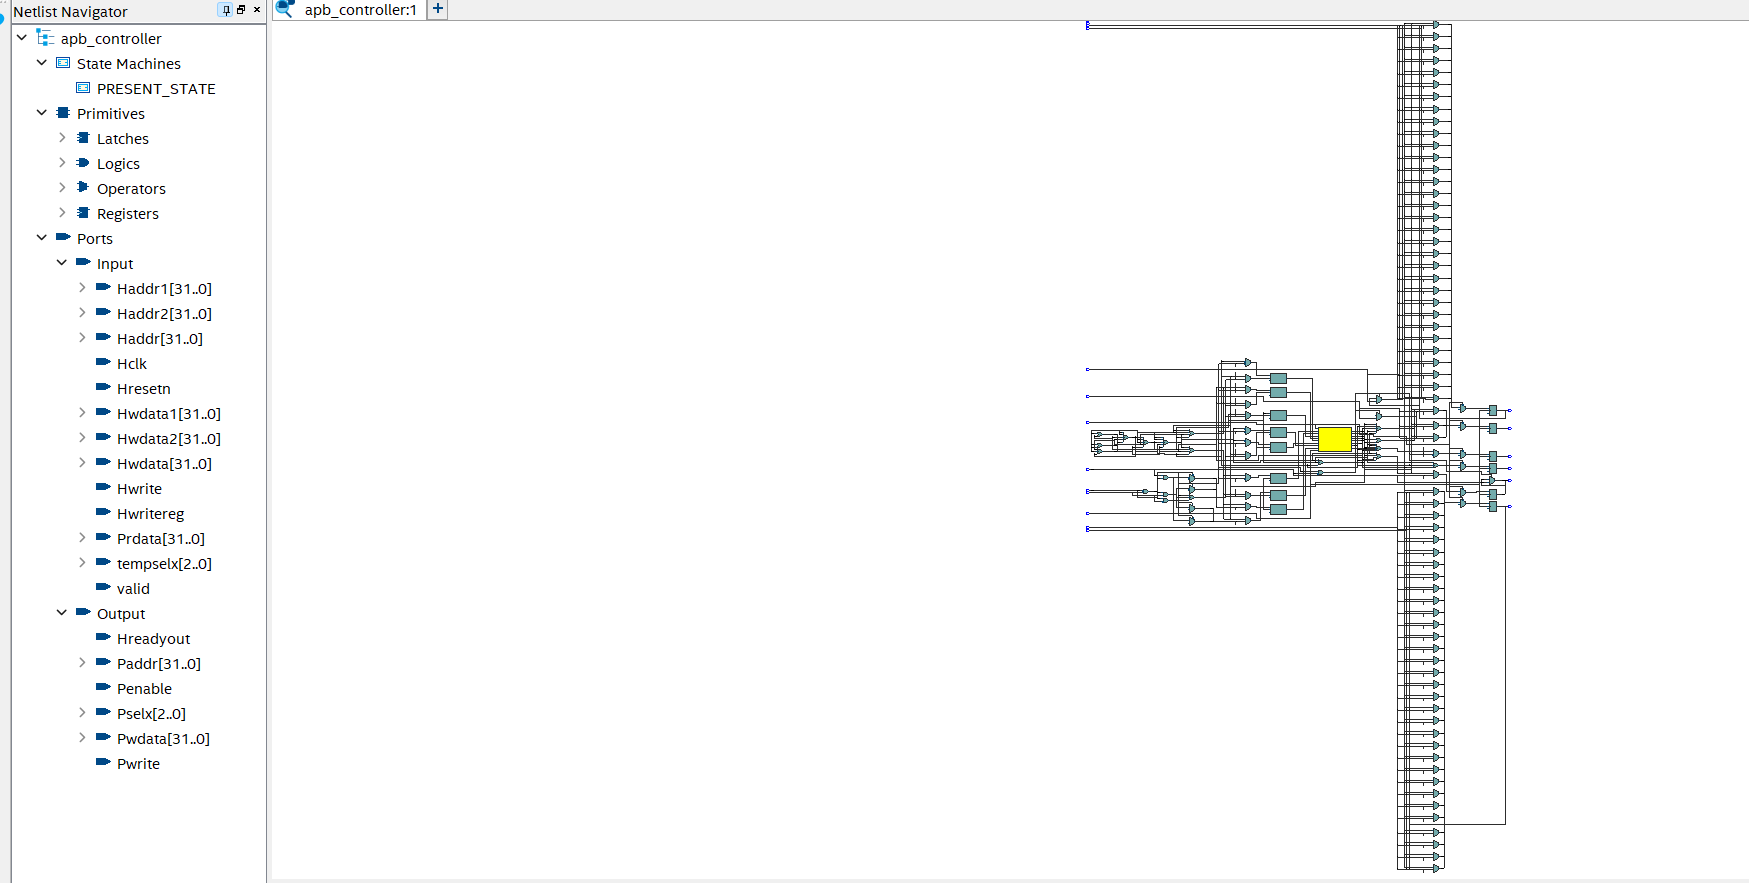 Netlist Navigator
apb_controller:1
apb_controller
State Machines
PRESENT_STATE
Primitives
Latches
Logics
Operators
Registers
Ports
Input
Haddr1[31..0]
Haddr2[31..0]
Haddr[31..0]
Hclk
Hresetn
Hwdata1[31..0]
Hwdata2[31..0]
Hwdata[31..0]
Hwrite
Hwritereg
Prdata[31..0]
tempselx[2..0]
valid
Output
Hreadyout
Paddr[31..0]
Penable
Pselx[2..0]
Pwdata[31..0]
Pwrite